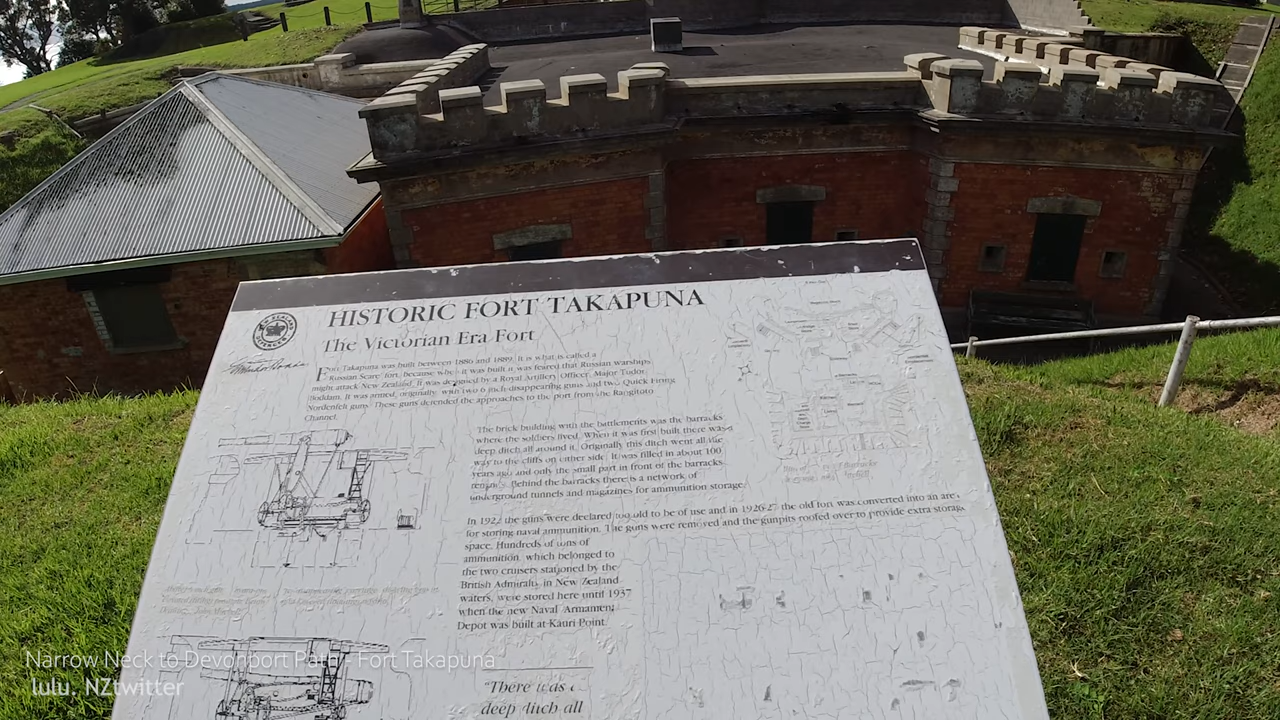 HISTORIC FORT TAKAPUNA
The Victorian Era Fort
Fort Takapuna was built between 1886 and 1889. It is what is called a
Russian Scare fort, because when it was built it was feared that Russian warships
might attack New Zealand. It was designed by a Royal Artillery Officer, Major Tudor
Boddam. It was armed, originally, with two 6 inch disappearing guns and two Quick Firing
Nordenfelt guns. These guns defended the approaches to the port from the Rangitoto
Channel.
The brick building with the battlements was the barracks
where the soldiers lived. When it was first built there was a
deep ditch all around it. Originally this ditch went all the
way to the cliffs on either side. It was filled in about 100
years ago and only the small part in front of the barracks
remains. Behind the barracks there is a network of
underground tunnels and magazines for ammunition storage.
In 1922 the guns were declared too old to be of use and in 1926-27 the old fort was converted into an area
for storing naval ammunition. The guns were removed and the gunpits roofed over to provide extra storage
space. Hundreds of tons of
ammunition, which belonged to
the two cruisers stationed by the
British Admiralty in New Zealand
waters, were stored here until 1937
when the new Naval Armament
Depot was built at Kauri Point.
"There was a
deep ditch all
Narrow Neck to Devonport Path - Fort Takapuna
lulu. NZtwitter